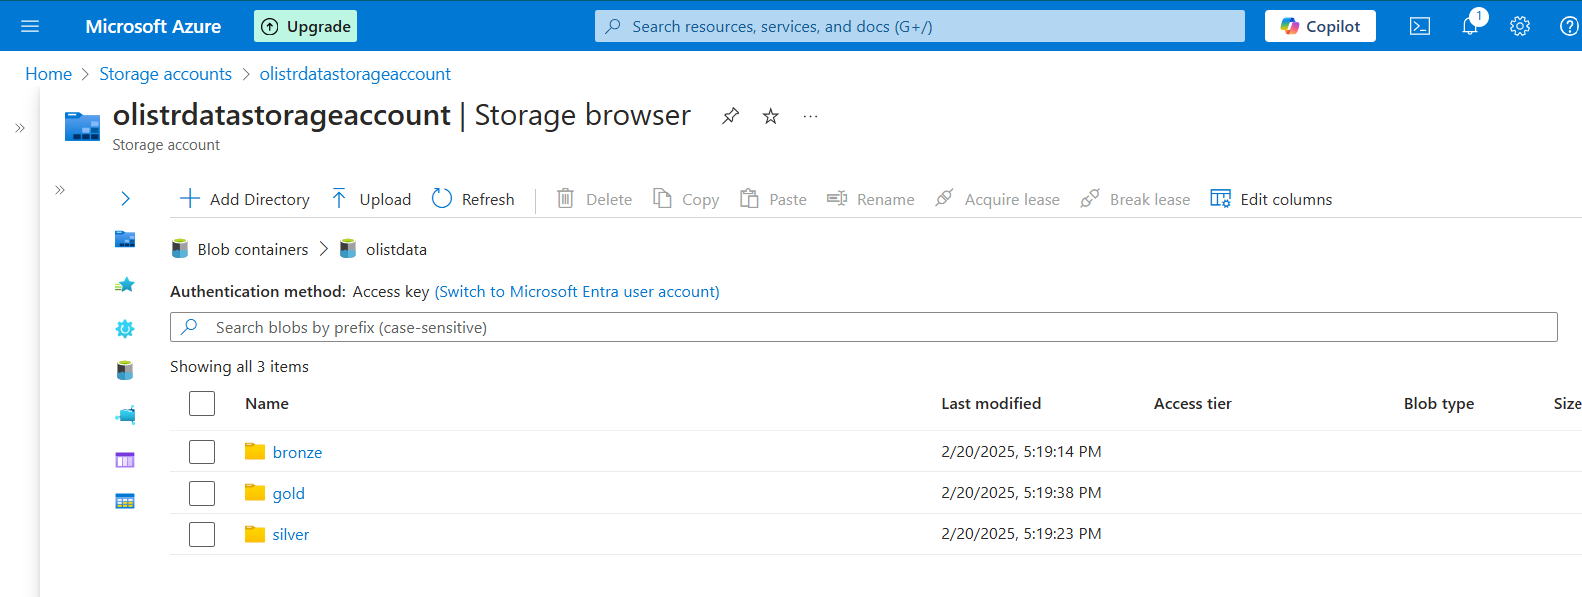 Microsoft Azure Upgrade Search resources, services, and docs (G+/) Copilot 1
Home > Storage accounts > olistrdatastorageaccount
olistrdatastorageaccount | Storage browser ...
Storage account
Add Directory Upload Refresh Delete Copy Paste Rename Acquire lease Break lease Edit columns
Blob containers > olistdata
Authentication method: Access key (Switch to Microsoft Entra user account)
Search blobs by prefix (case-sensitive)
Showing all 3 items
Name Last modified Access tier Blob type Size
bronze 2/20/2025, 5:19:14 PM
gold 2/20/2025, 5:19:38 PM
silver 2/20/2025, 5:19:23 PM